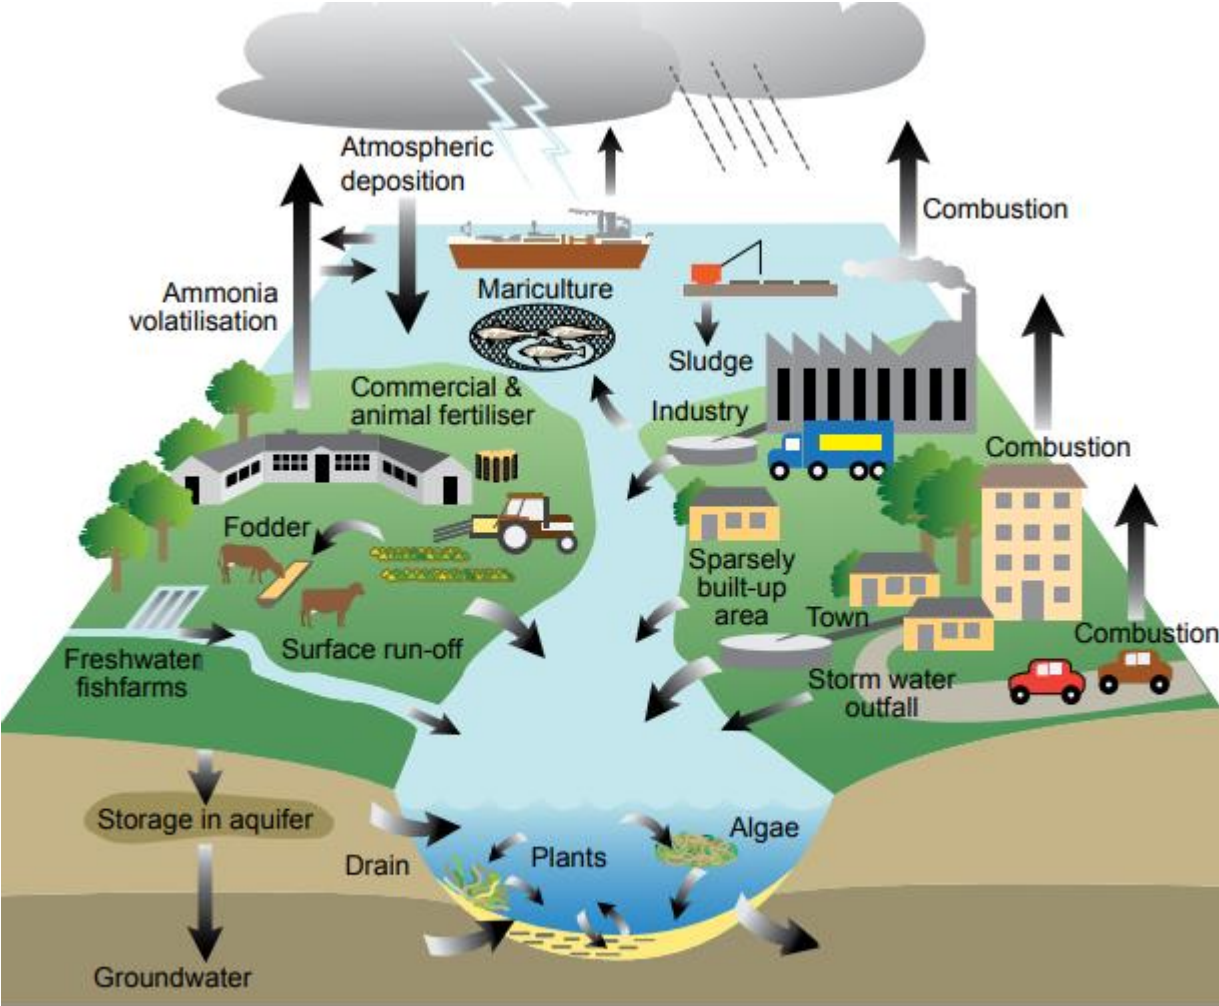 Atmospheric
deposition
Combustion
Ammonia
volatilisation
Mariculture
Sludge
Commercial &
animal fertiliser
Industry
Combustion
Fodder
Sparsely
built-up
area
Town
Combustion
Surface run-off
Freshwater
fishfarms
Storm water
outfall
Storage in aquifer
Algae
Plants
Drain
Groundwater